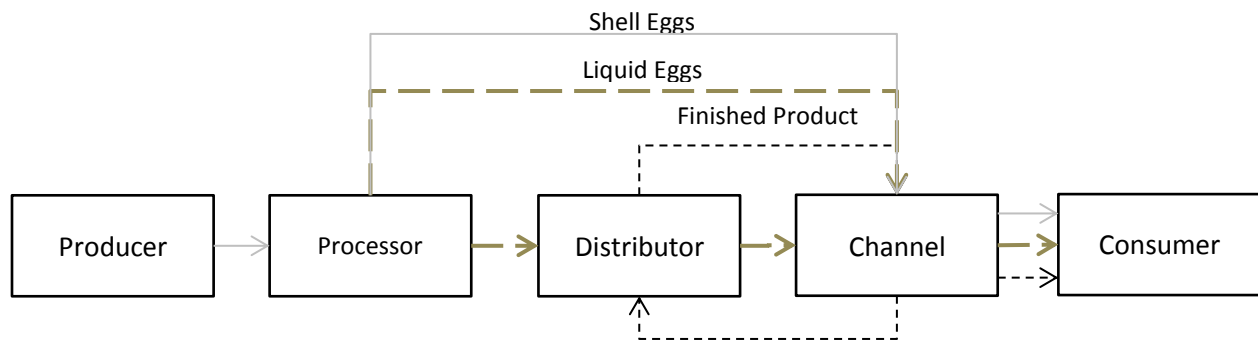 Shell Eggs
Liquid Eggs
Finished Product
Producer
Processor
Distributor
Channel
Consumer